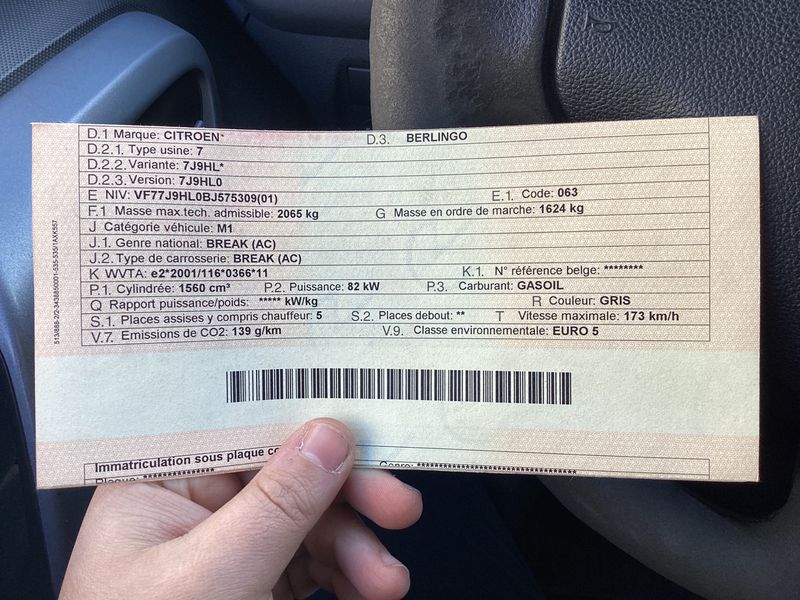 D.1 Marque: CITROEN* D.3. BERLINGO
D.2.1. Type usine: 7
D.2.2. Variante: 7J9HL*
D.2.3. Version: 7J9HL0
E NIV: VF77J9HL0BJ575309(01) E.1. Code: 063
F.1 Masse max.tech. admissible: 2065 kg G Masse en ordre de marche: 1624 kg
J Catégorie véhicule: M1
J.1. Genre national: BREAK (AC)
J.2. Type de carrosserie: BREAK (AC)
K WVTA: e2*2001/116*0366*11 K.1. N° référence belge: ********
P.1. Cylindrée: 1560 cm³ P.2. Puissance: 82 kW P.3. Carburant: GASOIL
Q Rapport puissance/poids: ***** kW/kg R Couleur: GRIS
S.1. Places assises y compris chauffeur: 5 S.2. Places debout: ** T Vitesse maximale: 173 km/h
V.7. Emissions de CO2: 139 g/km V.9. Classe environnementale: EURO 5
Immatriculation sous plaque
Plaque: *************** Genre: *********************************